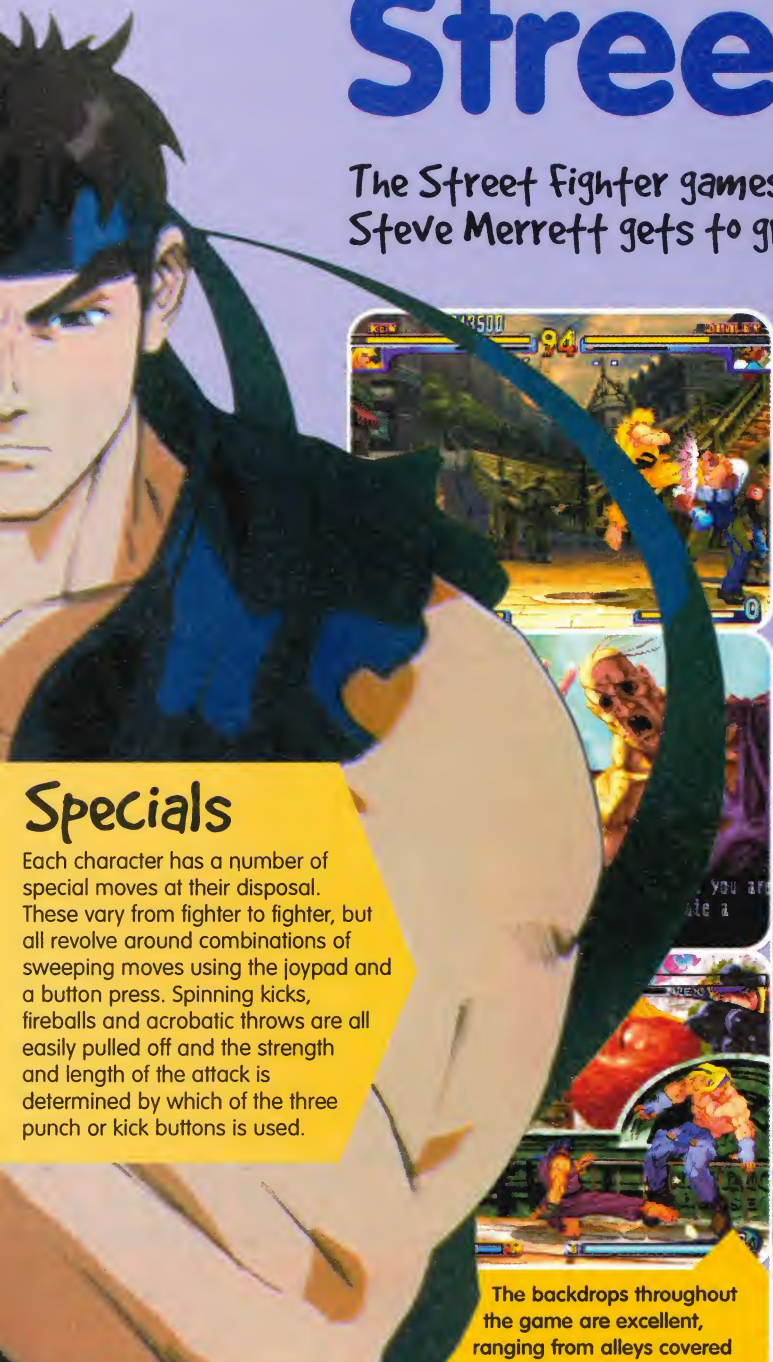 Stree
The Street Fighter games
Steve Merrett gets to g
KEN
94
you are
ate a
Specials
Each character has a number of
special moves at their disposal.
These vary from fighter to fighter, but
all revolve around combinations of
sweeping moves using the joypad and
a button press. Spinning kicks,
fireballs and acrobatic throws are all
easily pulled off and the strength
and length of the attack is
determined by which of the three
punch or kick buttons is used.
The backdrops throughout
the game are excellent,
ranging from alleys covered